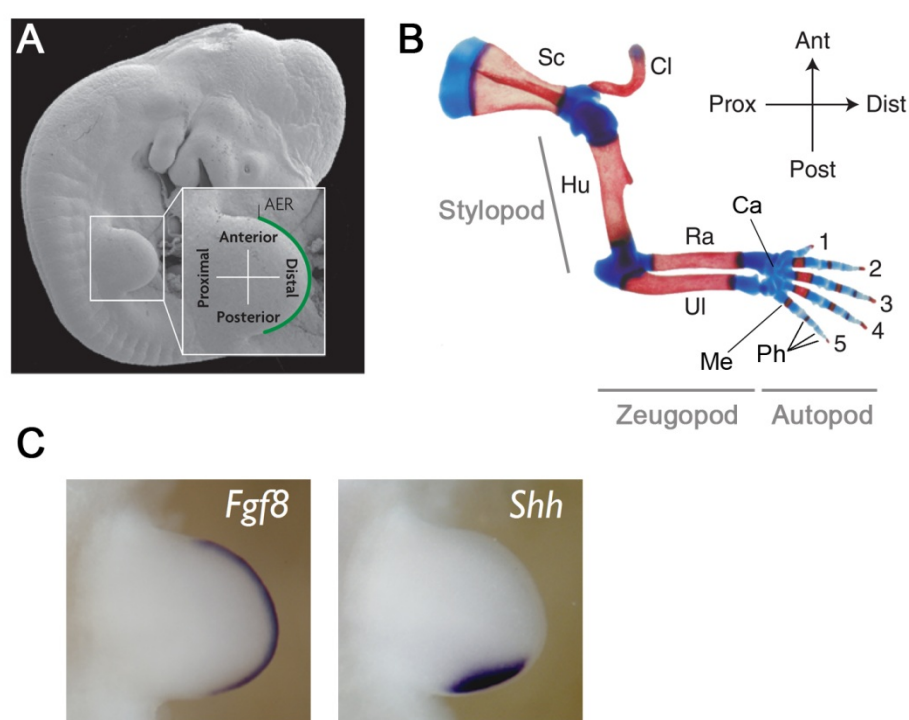 A
AER
Anterior
Proximal
Distal
Posterior
B
Sc
Cl
Ant
Prox
Dist
Post
Stylopod
Hu
Ca
Ra
Ul
1
2
3
4
5
Me
Ph
Zeugopod
Autopod
C
Fgf8
Shh